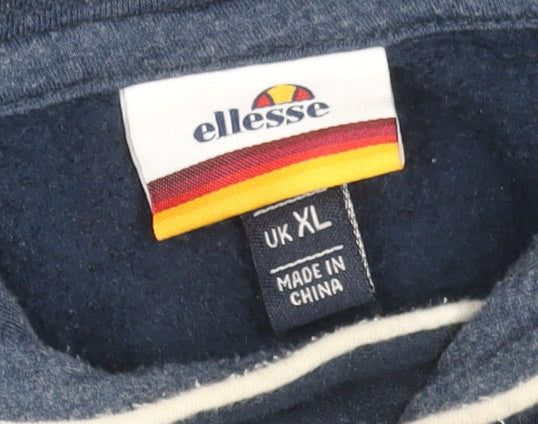 ellesse
UK XL
MADE IN
CHINA